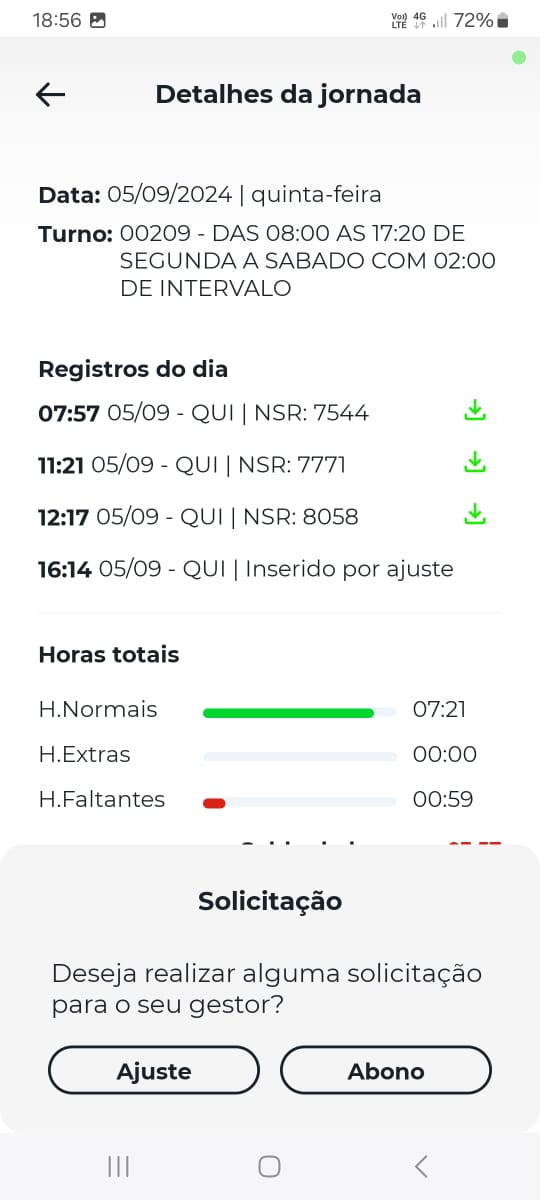 18:56 Vo)) LTE 4G 72%
Detalhes da jornada
Data: 05/09/2024 | quinta-feira
Turno: 00209 - DAS 08:00 AS 17:20 DE
SEGUNDA A SABADO COM 02:00
DE INTERVALO
Registros do dia
07:57 05/09 - QUI | NSR: 7544
11:21 05/09 - QUI | NSR: 7771
12:17 05/09 - QUI | NSR: 8058
16:14 05/09 - QUI | Inserido por ajuste
Horas totais
H.Normais 07:21
H.Extras 00:00
H.Faltantes 00:59
Solicitação
Deseja realizar alguma solicitação
para o seu gestor?
Ajuste Abono